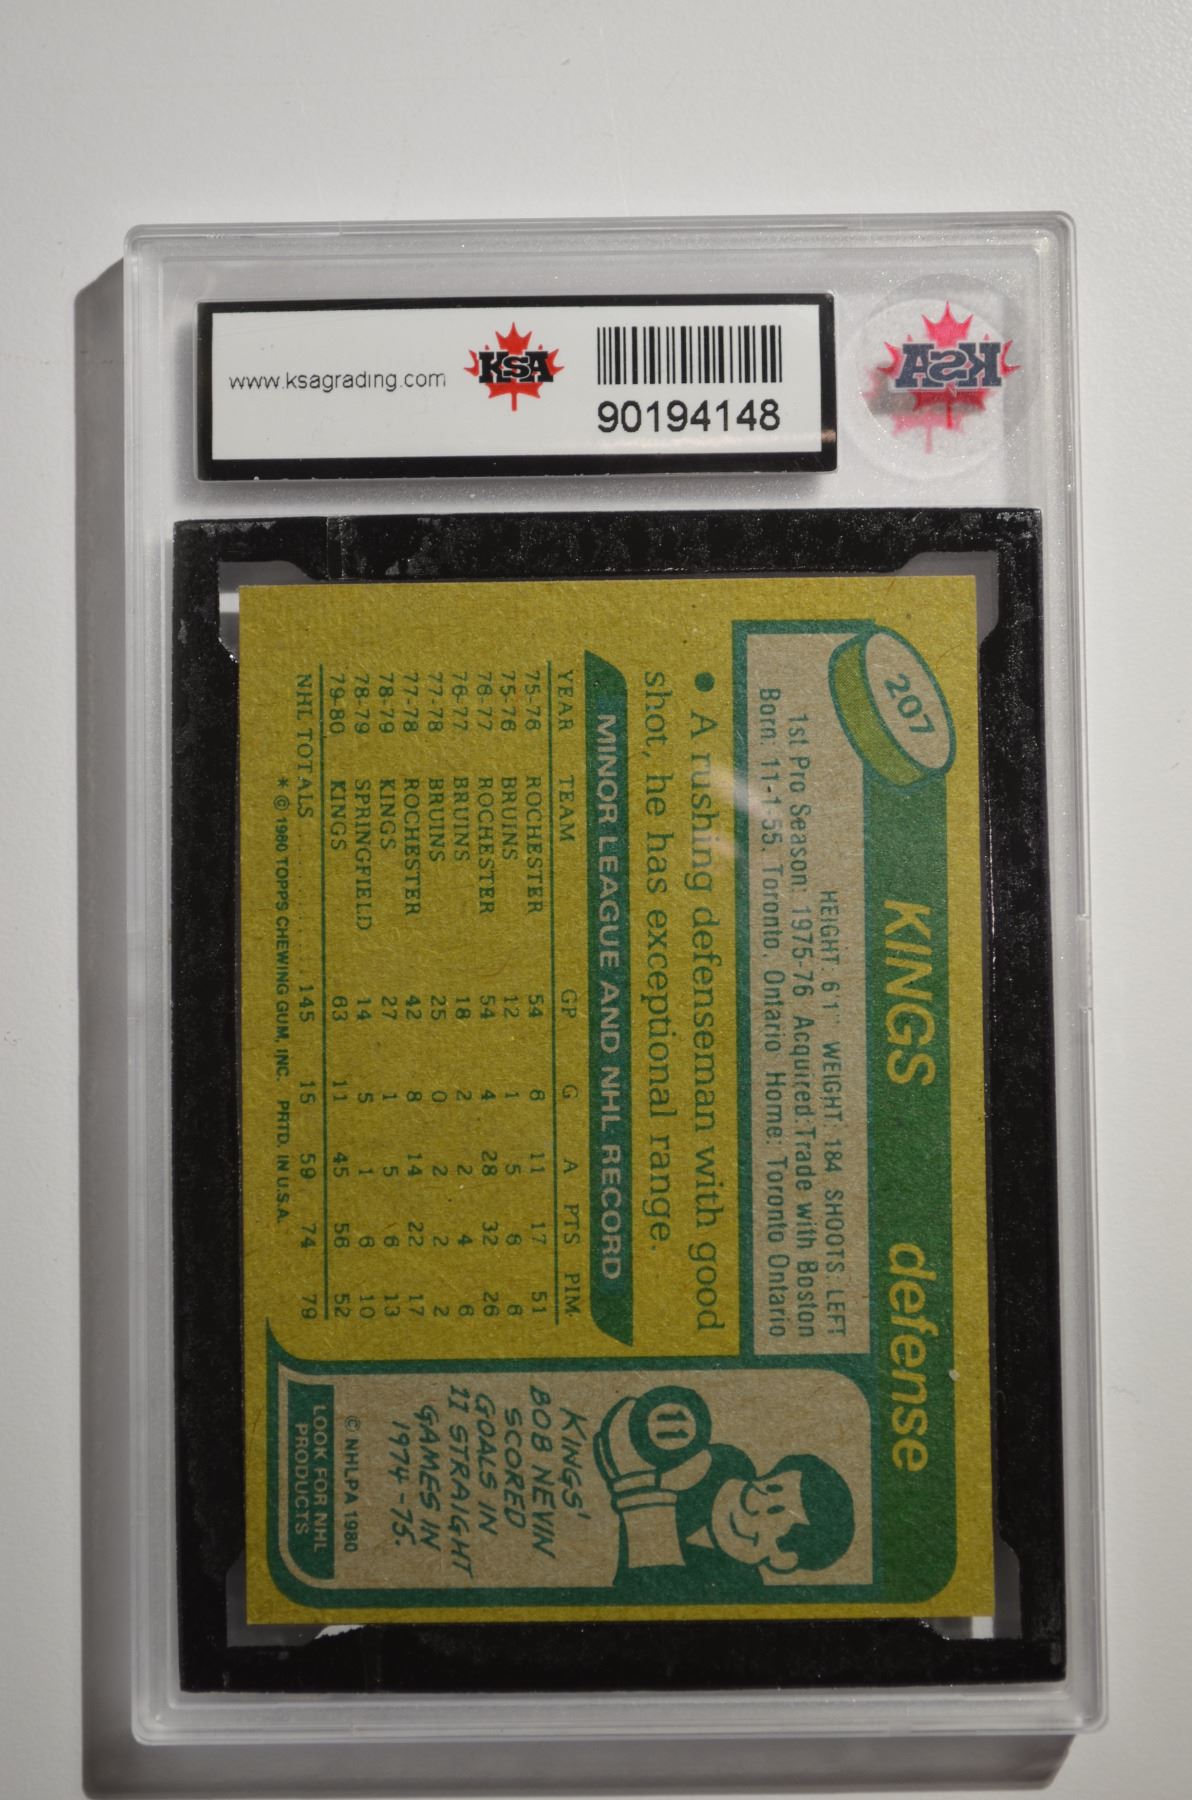 www.ksagrading.com
KSA
90194148
KSA
207
KINGS defense
HEIGHT: 6'1" WEIGHT: 184 SHOOTS: LEFT
1st Pro Season: 1975-76 Acquired: Trade with Boston
Born: 11-1-55, Toronto, Ontario Home: Toronto Ontario
• A rushing defenseman with good
shot, he has exceptional range.
MINOR LEAGUE AND NHL RECORD
YEAR TEAM GP G A PTS PIM
75-76 ROCHESTER 54 6 11 17 51
75-76 BRUINS 12 1 5 6 8
76-77 ROCHESTER 54 4 28 32 26
76-77 BRUINS 18 2 2 4 6
77-78 BRUINS 25 0 2 2 2
77-78 ROCHESTER 42 8 14 22 17
78-79 KINGS 27 1 5 6 13
78-79 SPRINGFIELD 14 5 1 6 10
79-80 KINGS 63 11 45 56 52
NHL TOTALS 145 15 59 74 79
* © 1980 TOPPS CHEWING GUM, INC. PRTD. IN U.S.A.
11
KINGS'
BOB NEVIN
SCORED
GOALS IN
11 STRAIGHT
GAMES IN
1974-75.
© NHLPA 1980
LOOK FOR NHL
PRODUCTS